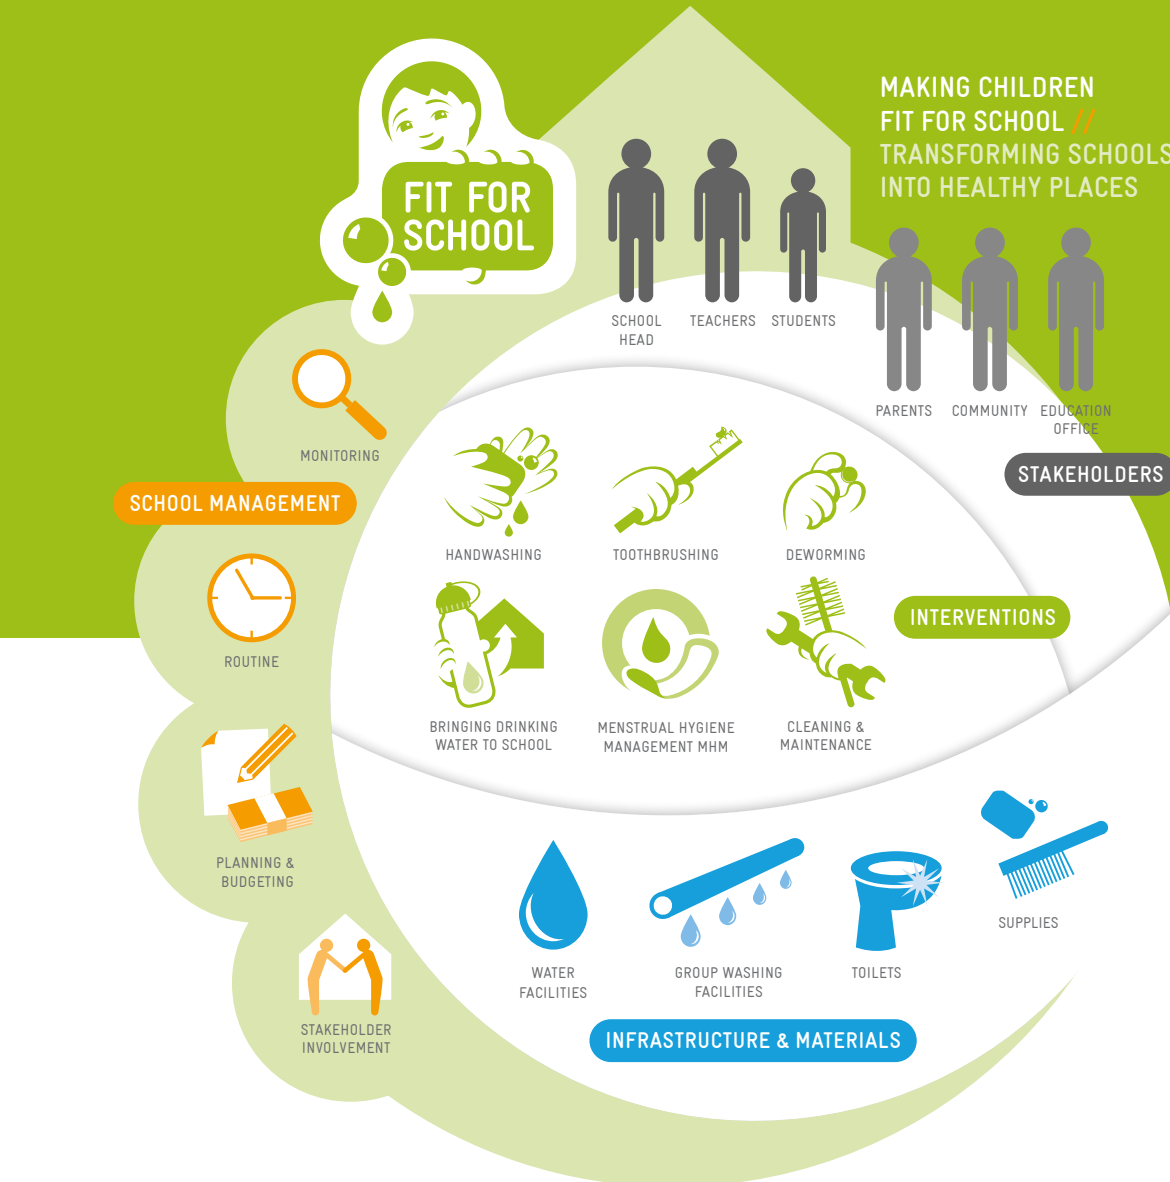 MAKING CHILDREN
FIT FOR SCHOOL //
TRANSFORMING SCHOOLS
INTO HEALTHY PLACES
FIT FOR
SCHOOL
SCHOOL
HEAD
TEACHERS
STUDENTS
PARENTS
COMMUNITY
EDUCATION
OFFICE
STAKEHOLDERS
MONITORING
SCHOOL MANAGEMENT
ROUTINE
PLANNING &
BUDGETING
STAKEHOLDER
INVOLVEMENT
HANDWASHING
TOOTHBRUSHING
DEWORMING
INTERVENTIONS
BRINGING DRINKING
WATER TO SCHOOL
MENSTRUAL HYGIENE
MANAGEMENT MHM
CLEANING &
MAINTENANCE
WATER
FACILITIES
GROUP WASHING
FACILITIES
TOILETS
SUPPLIES
INFRASTRUCTURE & MATERIALS